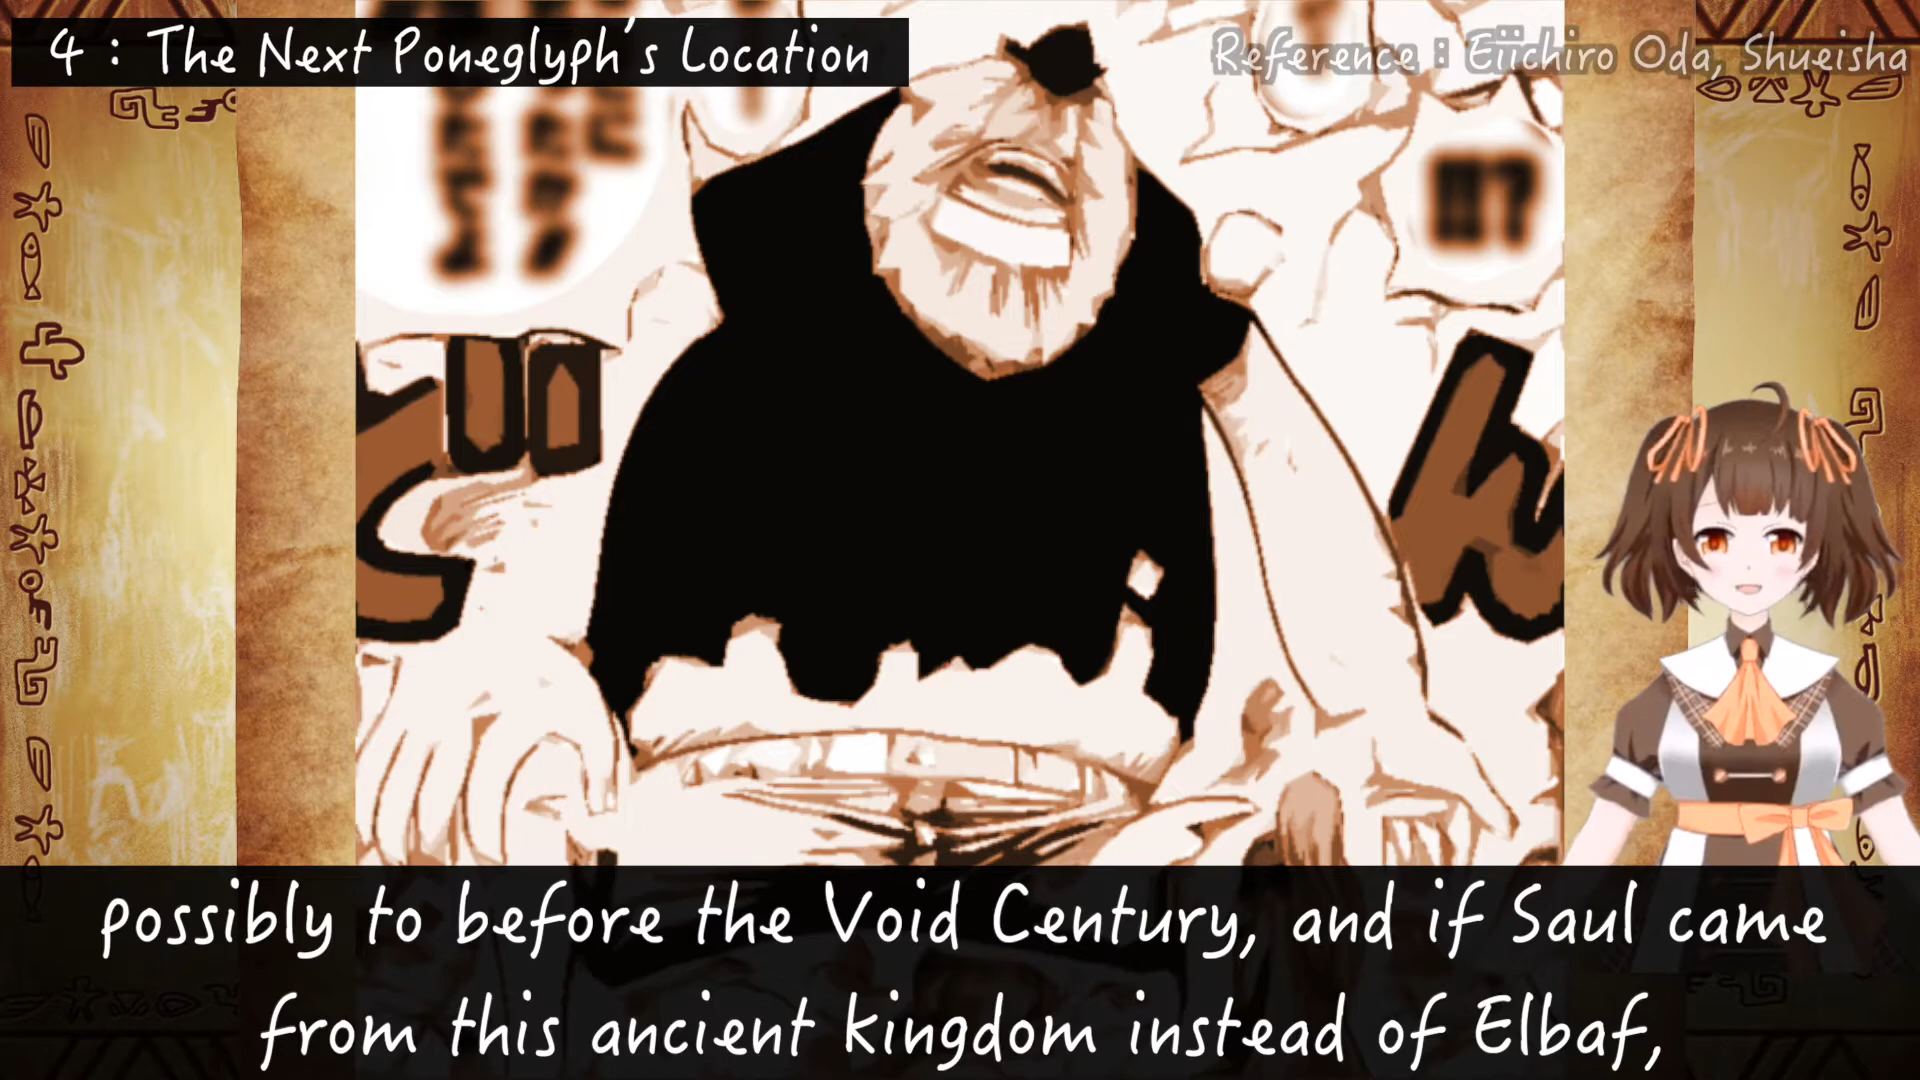 4 : The Next Poneglyph's Location
Reference : Eiichiro Oda, Shueisha
!!?
possibly to before the Void Century, and if Saul came
from this ancient kingdom instead of Elbaf,